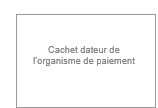 Cachet dateur de
l'organisme de paiement